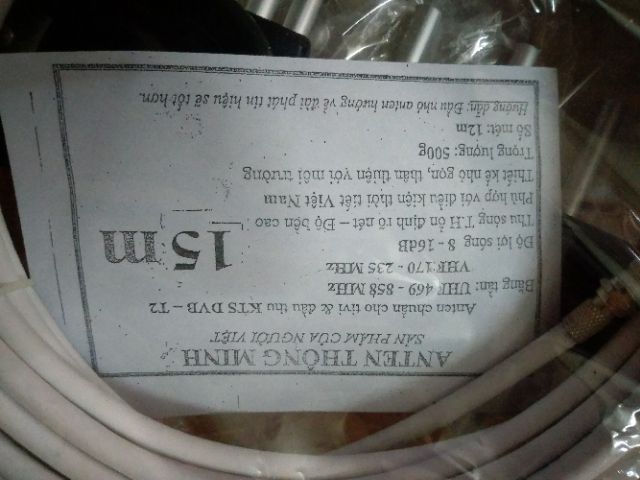 ANTEN THÔNG MINH
SẢN PHẨM CỦA NGƯỜI VIỆT
Anten chuẩn cho tivi & đầu thu KTS DVB – T2
Băng tần: UHF 469 - 858 MHz
VHF 170 - 235 MHz
Độ lợi sóng 8 - 16dB
15 m
Thu sóng T.H ổn định rõ nét – Độ bền cao
Phù hợp với điều kiện thời tiết Việt Nam
Thiết kế nhỏ gọn, thân thiện với môi trường
Trọng lượng: 500g
Số mét: 12m
Hướng dẫn: Đầu nhỏ anten hướng về đài phát tín hiệu sẽ tốt hơn.